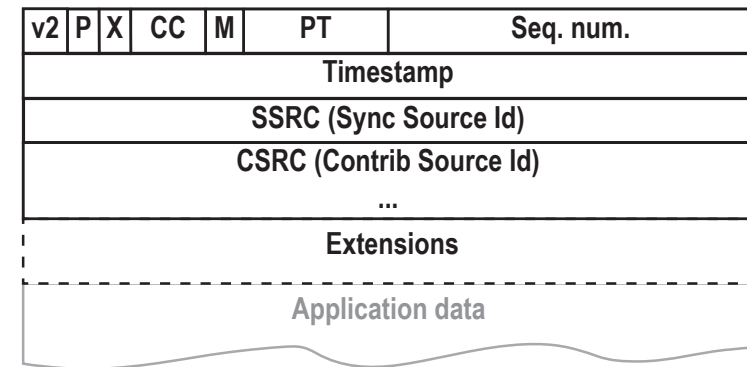 v2 P X CC M PT Seq. num.
Timestamp
SSRC (Sync Source Id)
CSRC (Contrib Source Id)
...
Extensions
Application data